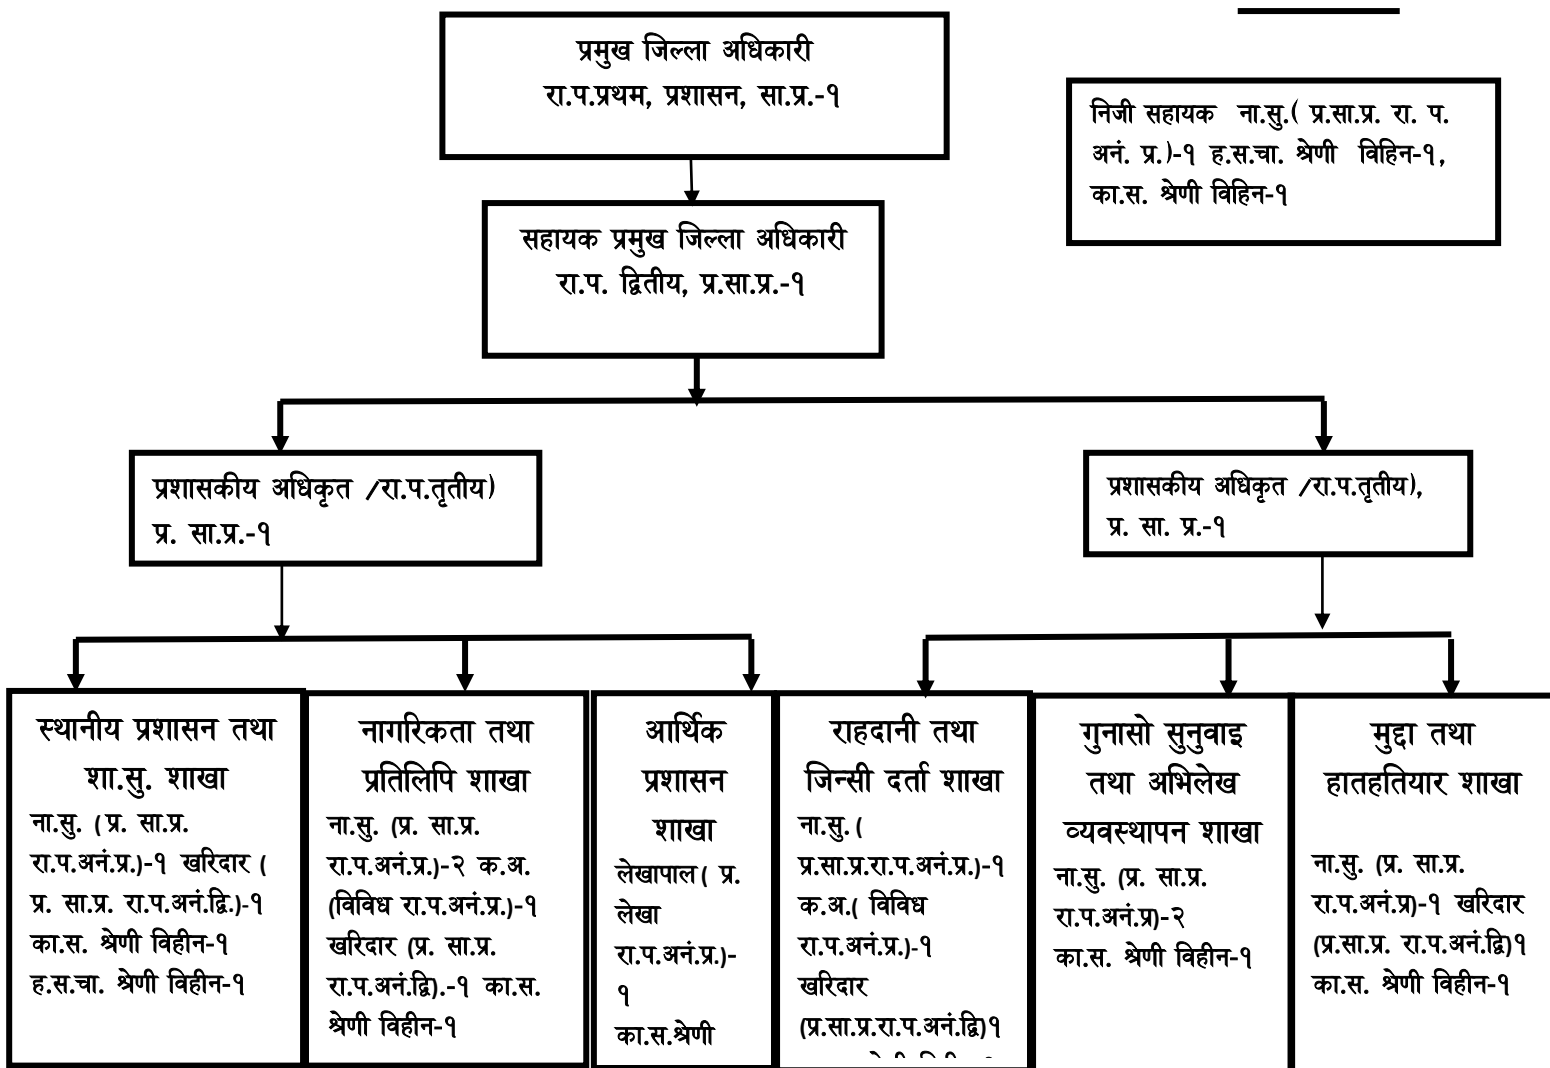 प्रमुख जिल्ला अधिकारी
रा.प.प्रथम, प्रशासन, सा.प्र.-१
निजी सहायक ना.सु.( प्र.सा.प्र. रा. प.
अनं. प्र.)-१ ह.स.चा. श्रेणी विहिन-१,
का.स. श्रेणी विहिन-१
सहायक प्रमुख जिल्ला अधिकारी
रा.प. द्वितीय, प्र.सा.प्र.-१
प्रशासकीय अधिकृत /रा.प.तृतीय)
प्र. सा.प्र.-१
प्रशासकीय अधिकृत /रा.प.तृतीय),
प्र. सा. प्र.-१
स्थानीय प्रशासन तथा
शा.सु. शाखा
ना.सु. ( प्र. सा.प्र.
रा.प.अनं.प्र.)-१ खरिदार (
प्र. सा.प्र. रा.प.अनं.द्वि.)-१
का.स. श्रेणी विहीन-१
ह.स.चा. श्रेणी विहीन-१
नागरिकता तथा
प्रतिलिपि शाखा
ना.सु. (प्र. सा.प्र.
रा.प.अनं.प्र.)-२ क.अ.
(विविध रा.प.अनं.प्र.)-१
खरिदार (प्र. सा.प्र.
रा.प.अनं.द्वि).-१ का.स.
श्रेणी विहीन-१
आर्थिक
प्रशासन
शाखा
लेखापाल ( प्र.
लेखा
रा.प.अनं.प्र.)-
१
का.स.श्रेणी
राहदानी तथा
जिन्सी दर्ता शाखा
ना.सु. (
प्र.सा.प्र.रा.प.अनं.प्र.)-१
क.अ.( विविध
रा.प.अनं.प्र.)-१
खरिदार
(प्र.सा.प्र.रा.प.अनं.द्वि)१
गुनासो सुनुवाइ
तथा अभिलेख
व्यवस्थापन शाखा
ना.सु. (प्र. सा.प्र.
रा.प.अनं.प्र)-२
का.स. श्रेणी विहीन-१
मुद्दा तथा
हातहतियार शाखा
ना.सु. (प्र. सा.प्र.
रा.प.अनं.प्र)-१ खरिदार
(प्र.सा.प्र. रा.प.अनं.द्वि)१
का.स. श्रेणी विहीन-१